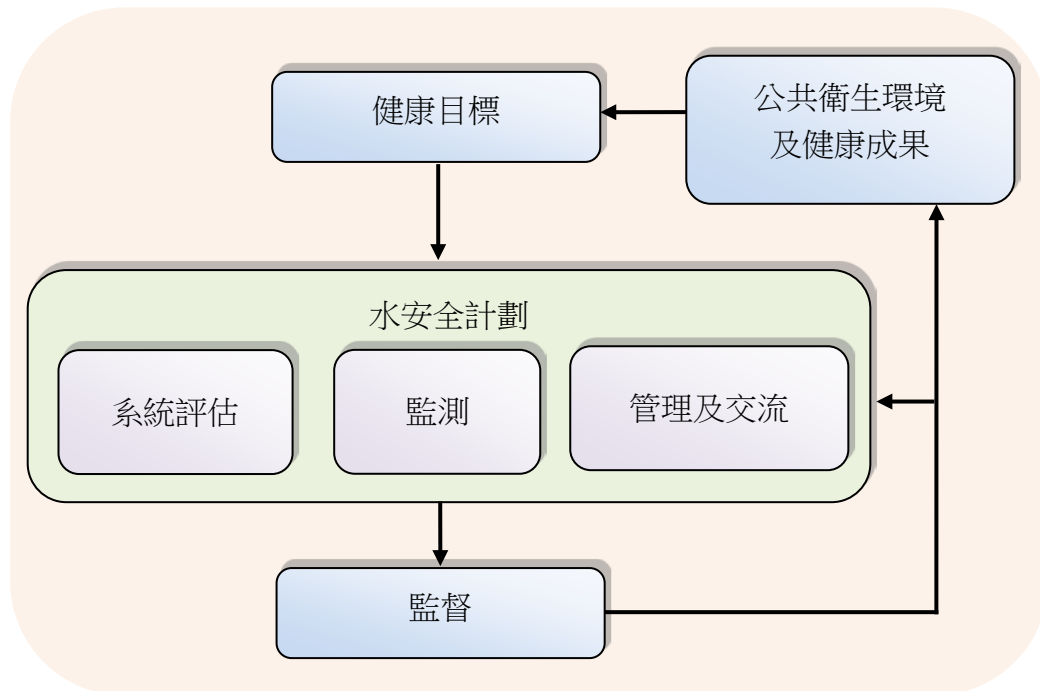 健康目標
公共衛生環境
及健康成果
水安全計劃
系統評估
監測
管理及交流
監督